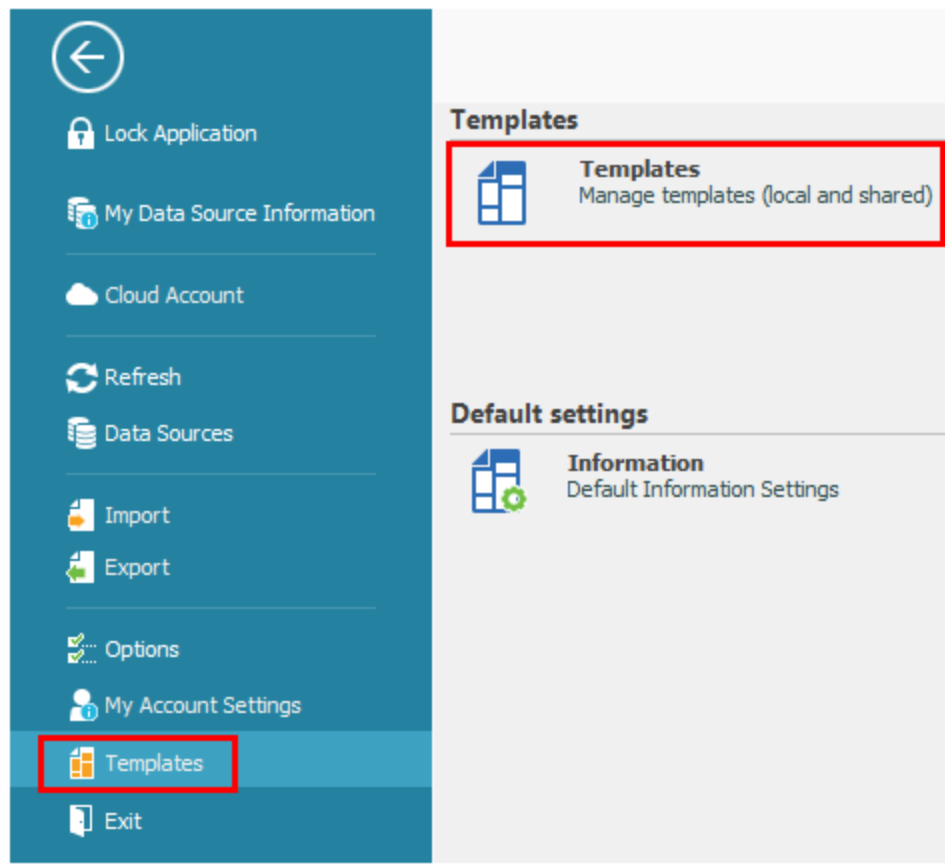 Lock Application
My Data Source Information
Cloud Account
Refresh
Data Sources
Import
Export
Options
My Account Settings
Templates
Exit
Templates
Templates
Manage templates (local and shared)
Default settings
Information
Default Information Settings